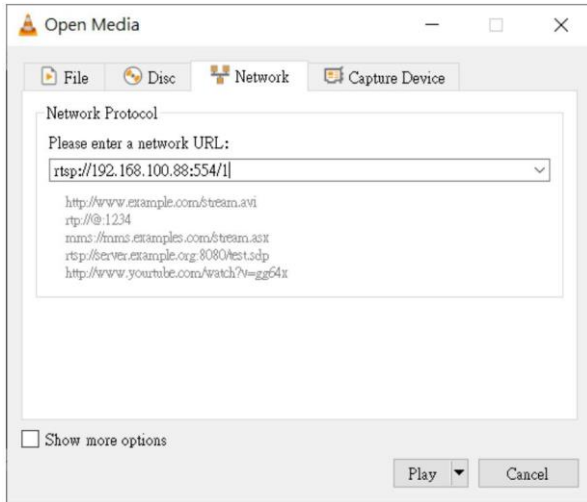 Open Media
File Disc Network Capture Device
Network Protocol
Please enter a network URL:
rtsp://192.168.100.88:554/1
http://www.example.com/stream.avi
rtp://@:1234
mms://mms.examples.com/stream.asx
rtsp://server.example.org:8080/test.sdp
http://www.yourtube.com/watch?v=gg64x
Show more options
Play Cancel